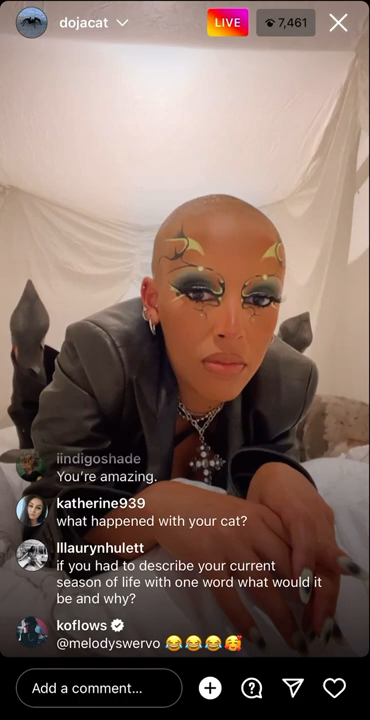 dojacat
LIVE
7,461
iindigoshade
You're amazing.
katherine939
what happened with your cat?
lllaurynhulett
if you had to describe your current
season of life with one word what would it
be and why?
koflows
@melodyswervo 😂😂😂🥰
Add a comment...